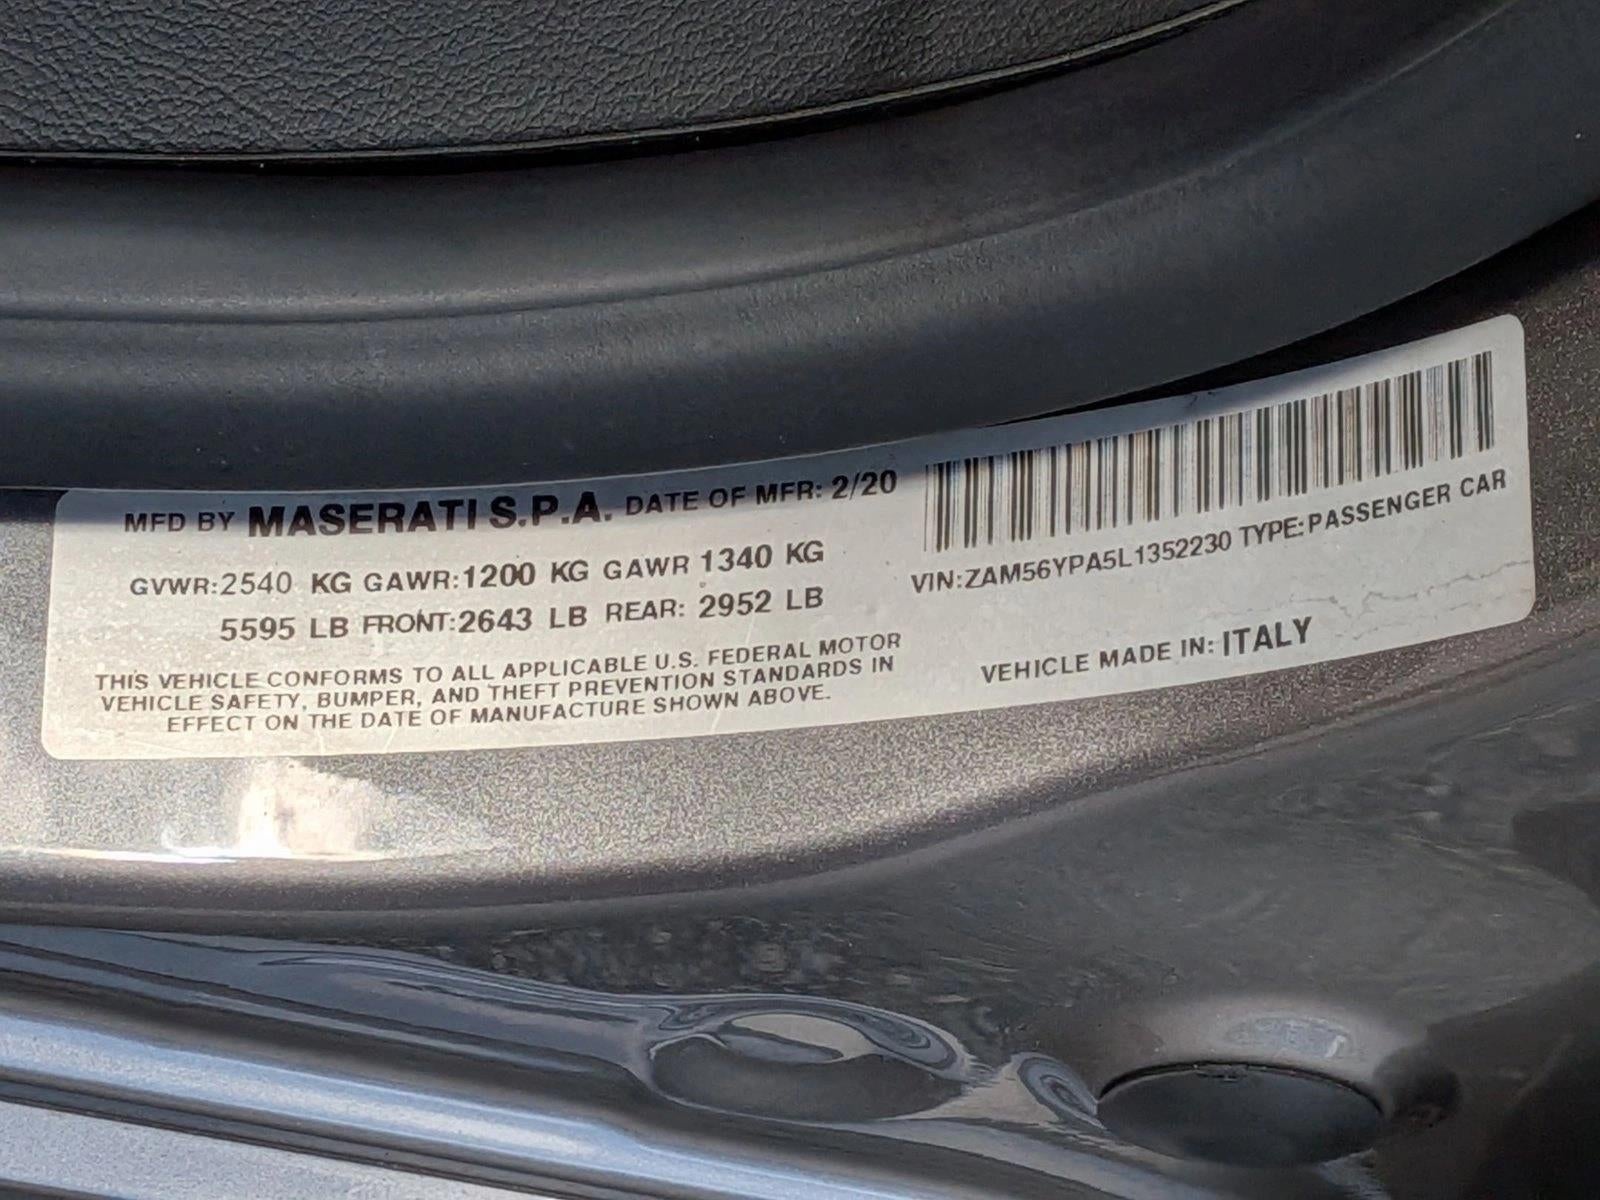 MFD BY MASERATI S.P.A. DATE OF MFR: 2/20
GVWR:2540 KG GAWR:1200 KG GAWR 1340 KG
5595 LB FRONT:2643 LB REAR: 2952 LB
THIS VEHICLE CONFORMS TO ALL APPLICABLE U.S. FEDERAL MOTOR
VEHICLE SAFETY, BUMPER, AND THEFT PREVENTION STANDARDS IN
EFFECT ON THE DATE OF MANUFACTURE SHOWN ABOVE.
VIN:ZAM56YPA5L1352230 TYPE:PASSENGER CAR
VEHICLE MADE IN: ITALY